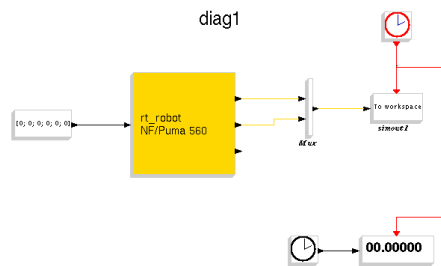 diag1
[0; 0; 0; 0; 0; 0]
rt_robot
NF/Puma 560
Mux
To workspace
simout1
00.00000